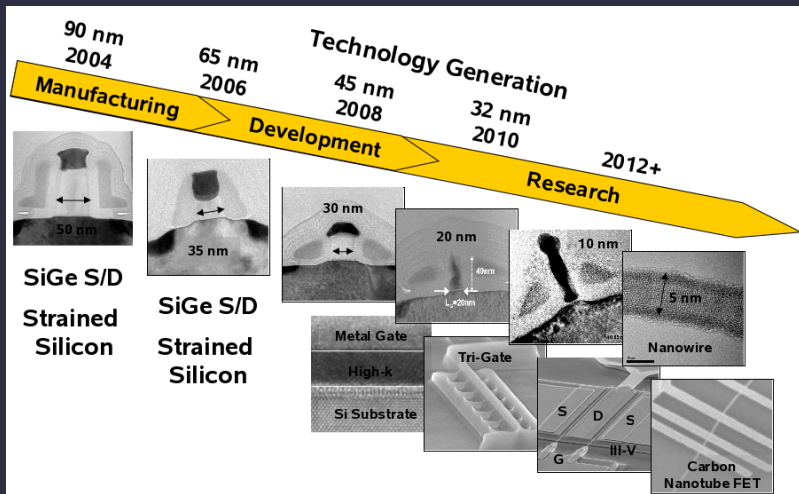 90 nm
2004
65 nm
2006
Technology Generation
45 nm
2008
32 nm
2010
2012+
Manufacturing
Development
Research
50 nm
35 nm
30 nm
20 nm
40nm
10 nm
5 nm
Nanowire
SiGe S/D
Strained
Silicon
SiGe S/D
Strained
Silicon
Metal Gate
High-k
Si Substrate
Tri-Gate
S
D
S
G
III-V
Carbon
Nanotube FET